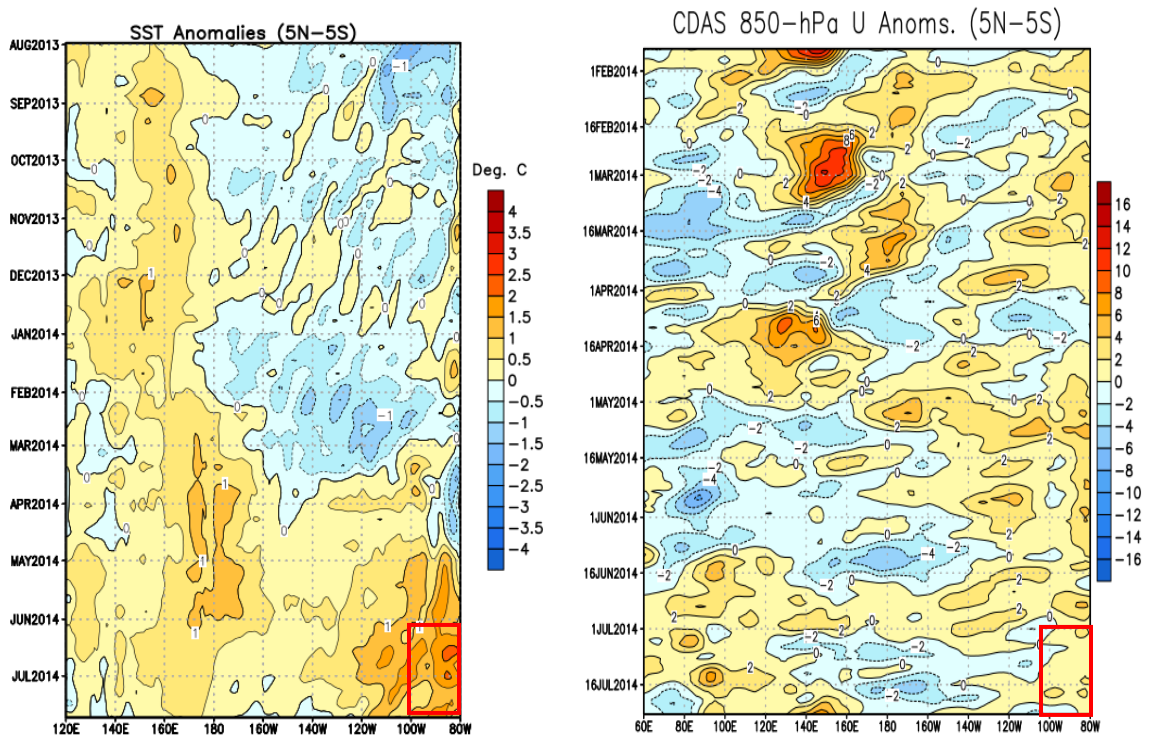 SST Anomalies (5N-5S)
AUG2013
SEP2013
OCT2013
NOV2013
DEC2013
JAN2014
FEB2014
MAR2014
APR2014
MAY2014
JUN2014
JUL2014
120E 140E 160E 180 160W 140W 120W 100W 80W
Deg. C
4
3.5
3
2.5
2
1.5
1
0.5
0
-0.5
-1
-1.5
-2
-2.5
-3
-3.5
-4
CDAS 850-hPa U Anoms. (5N-5S)
1FEB2014
16FEB2014
1MAR2014
16MAR2014
1APR2014
16APR2014
1MAY2014
16MAY2014
1JUN2014
16JUN2014
1JUL2014
16JUL2014
60E 80E 100E 120E 140E 160E 180 160W 140W 120W 100W 80W
16
14
12
10
8
6
4
2
0
-2
-4
-6
-8
-10
-12
-14
-16